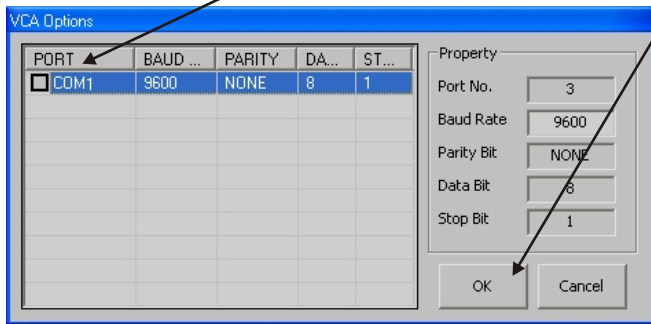 VCA Options
PORT BAUD ... PARITY DA... ST...
COM1 9600 NONE 8 1
Property
Port No. 3
Baud Rate 9600
Parity Bit NONE
Data Bit 8
Stop Bit 1
OK Cancel